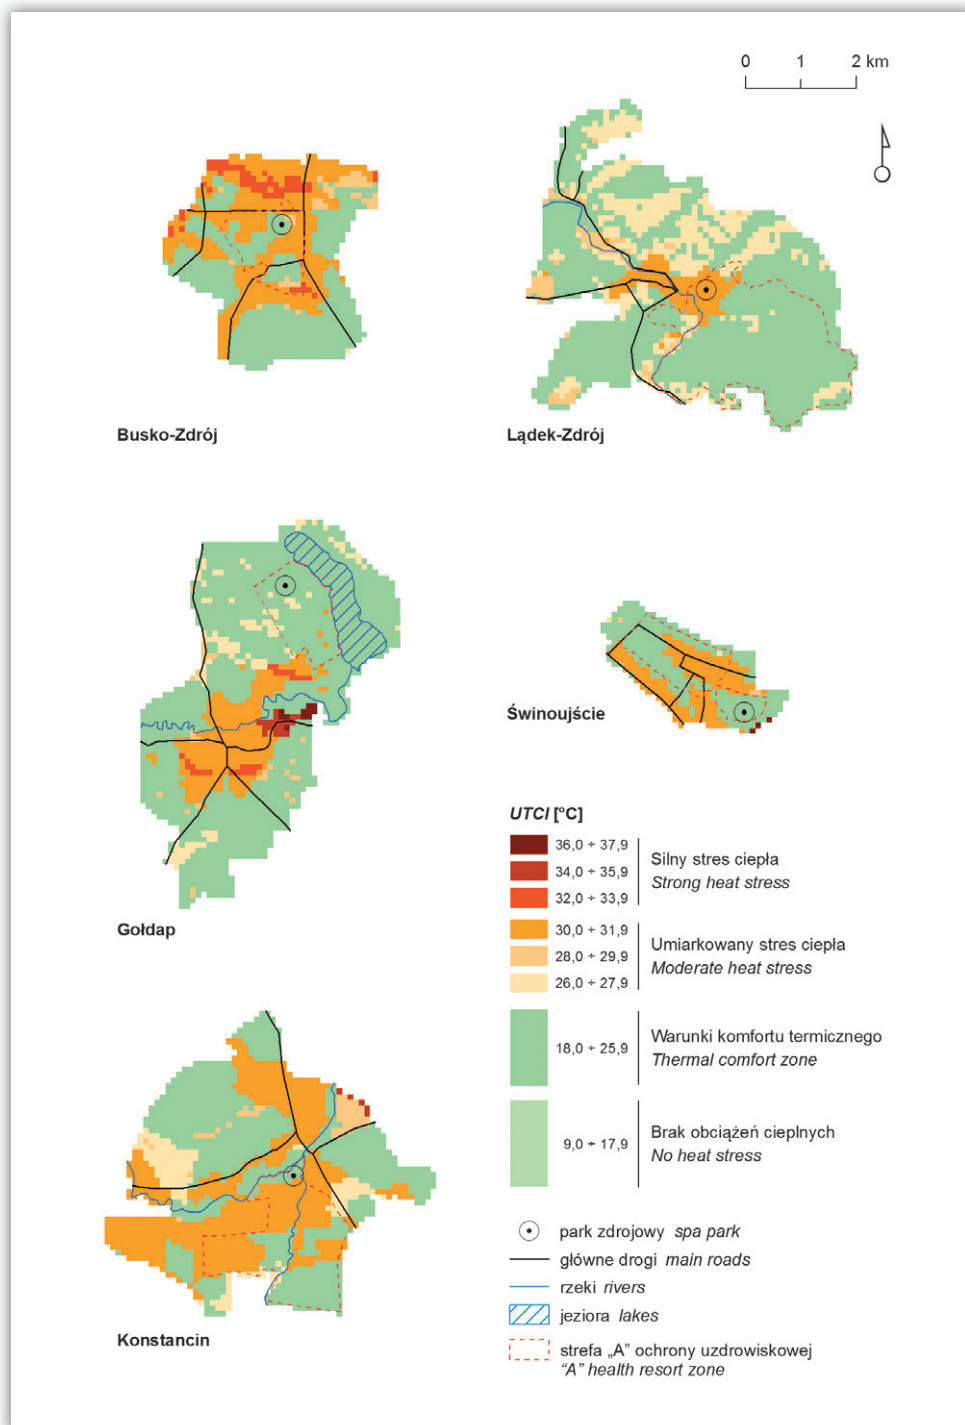 0 1 2 km
Busko-Zdrój
Lądek-Zdrój
Gołdap
Świnoujście
UTCI [°C]
36,0 ÷ 37,9
34,0 ÷ 35,9
32,0 ÷ 33,9
Silny stres ciepła
Strong heat stress
30,0 ÷ 31,9
28,0 ÷ 29,9
26,0 ÷ 27,9
Umiarkowany stres ciepła
Moderate heat stress
18,0 ÷ 25,9
Warunki komfortu termicznego
Thermal comfort zone
9,0 ÷ 17,9
Brak obciążeń cieplnych
No heat stress
park zdrojowy spa park
główne drogi main roads
rzeki rivers
jeziora lakes
strefa „A” ochrony uzdrowiskowej
“A” health resort zone
Konstancin